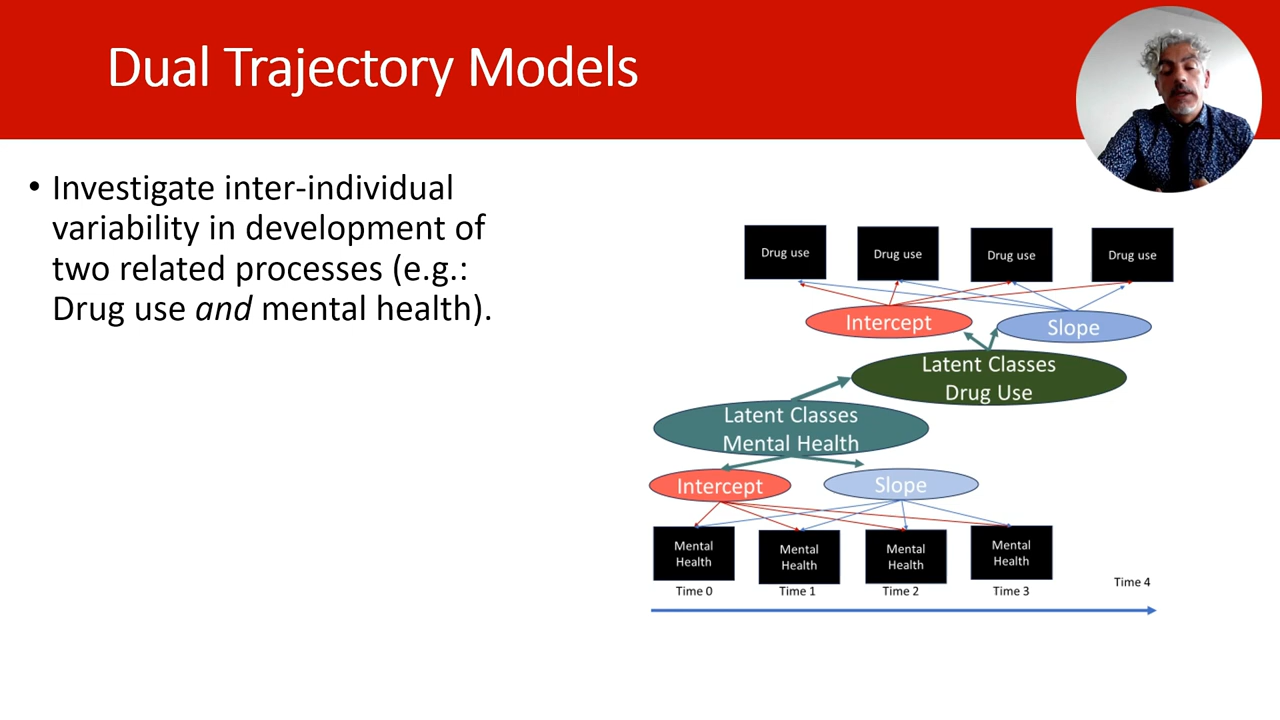 Dual Trajectory Models
• Investigate inter-individual
variability in development of
two related processes (e.g.:
Drug use and mental health).
Drug use
Drug use
Drug use
Drug use
Intercept
Slope
Latent Classes
Drug Use
Latent Classes
Mental Health
Intercept
Slope
Mental
Health
Mental
Health
Mental
Health
Mental
Health
Time 0
Time 1
Time 2
Time 3
Time 4